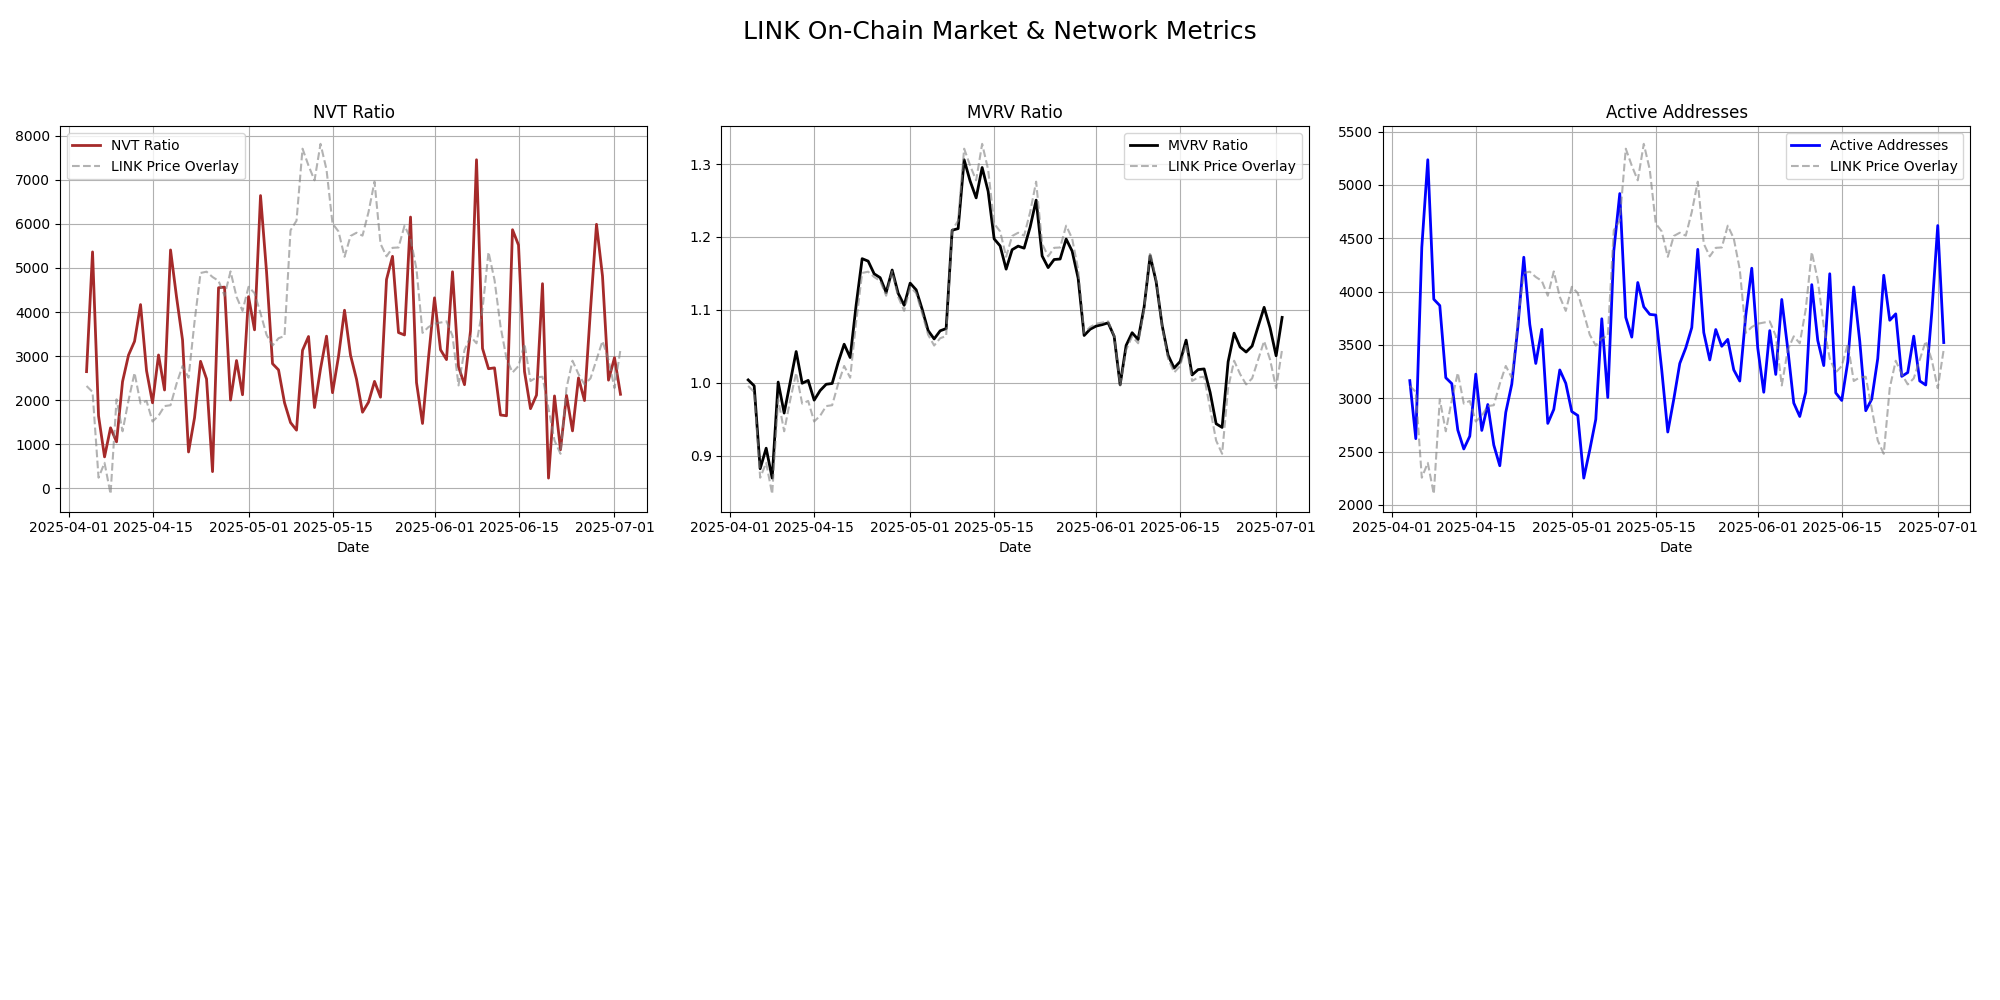 LINK On-Chain Market & Network Metrics
NVT Ratio
8000
7000
6000
5000
4000
3000
2000
1000
0
NVT Ratio
LINK Price Overlay
2025-04-01 2025-04-15 2025-05-01 2025-05-15 2025-06-01 2025-06-15 2025-07-01
Date
MVRV Ratio
1.3
1.2
1.1
1.0
0.9
MVRV Ratio
LINK Price Overlay
2025-04-01 2025-04-15 2025-05-01 2025-05-15 2025-06-01 2025-06-15 2025-07-01
Date
Active Addresses
5500
5000
4500
4000
3500
3000
2500
2000
Active Addresses
LINK Price Overlay
2025-04-01 2025-04-15 2025-05-01 2025-05-15 2025-06-01 2025-06-15 2025-07-01
Date